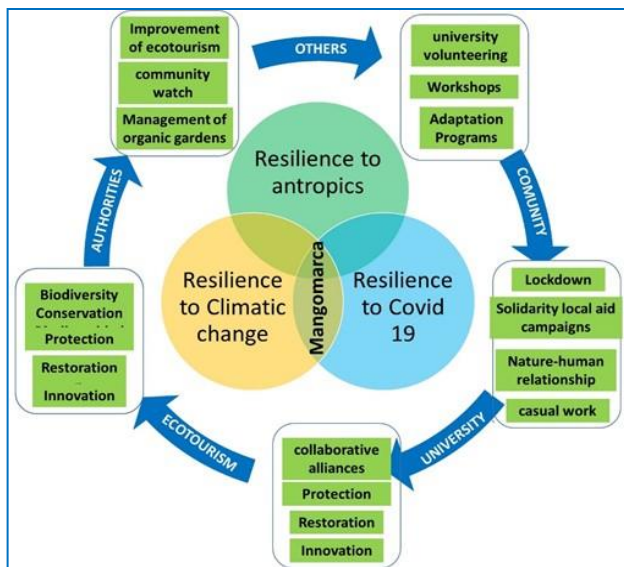 Improvement
of ecotourism
community
watch
Management of
organic gardens
OTHERS
university
volunteering
Workshops
Adaptation
Programs
COMUNITY
Lockdown
Solidarity local aid
campaigns
Nature-human
relationship
casual work
UNIVERSITY
collaborative
alliances
Protection
Restoration
Innovation
ECOTOURISM
Biodiversity
Conservation
Protection
Restoration
Innovation
AUTHORITIES
Resilience to
antropics
Resilience
to Climatic
change
Mangomarca
Resilience
to Covid
19